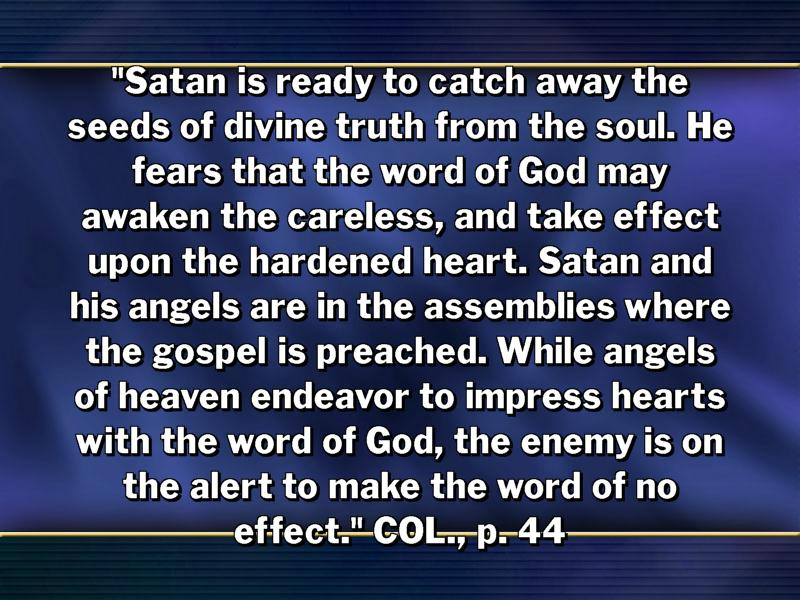 "Satan is ready to catch away the
seeds of divine truth from the soul. He
fears that the word of God may
awaken the careless, and take effect
upon the hardened heart. Satan and
his angels are in the assemblies where
the gospel is preached. While angels
of heaven endeavor to impress hearts
with the word of God, the enemy is on
the alert to make the word of no
effect." COL., p. 44